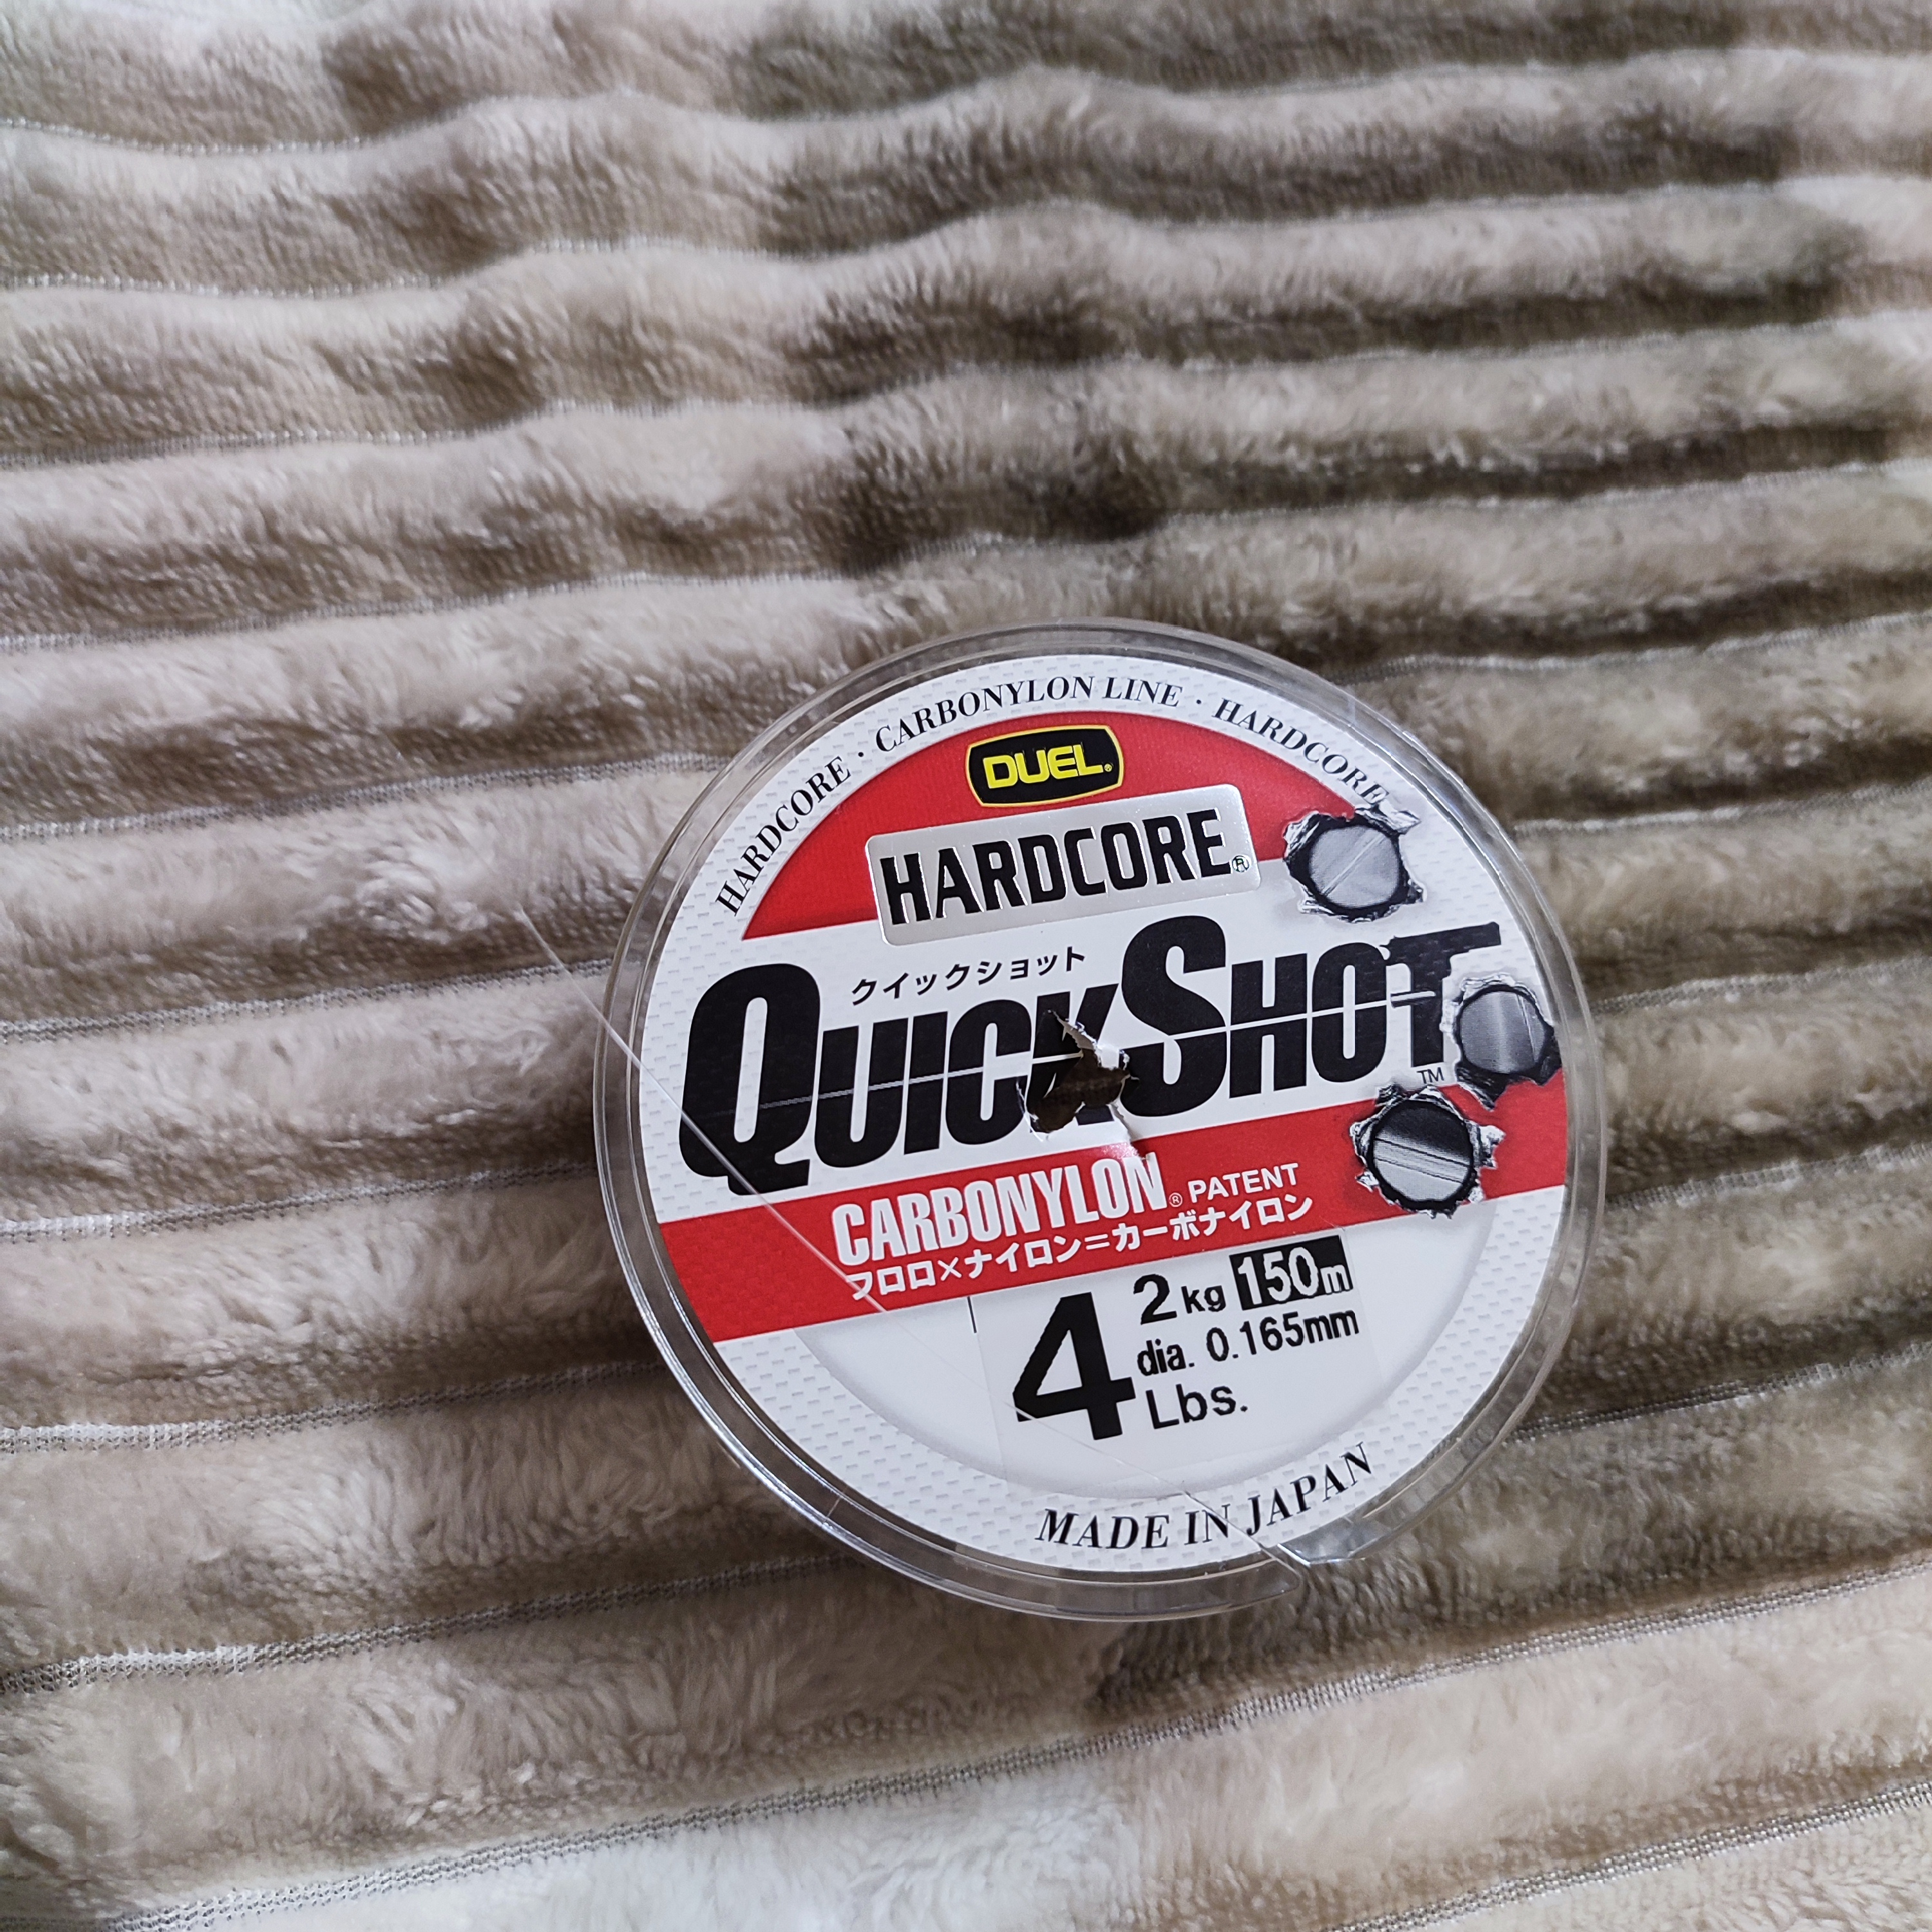 HARDCORE · CARBONYLON LINE · HARDCORE
DUEL®
HARDCORE®
クイックショット
QUICKSHOT™
CARBONYLON® PATENT
フロロ×ナイロン=カーボナイロン
4 Lbs.
2kg 150m
dia. 0.165mm
MADE IN JAPAN